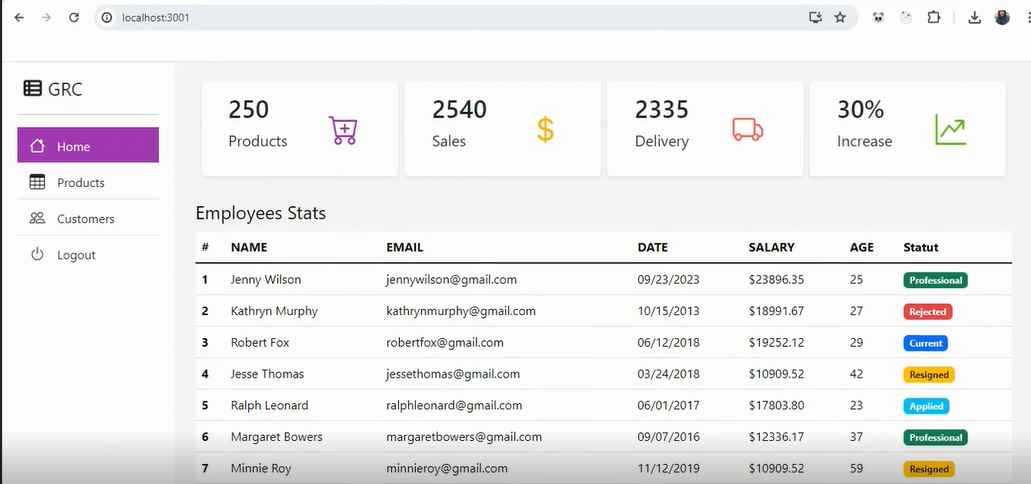 localhost:3001
GRC
Home
Products
Customers
Logout
250
Products
2540
Sales
$
2335
Delivery
30%
Increase
Employees Stats
# NAME EMAIL DATE SALARY AGE Statut
1 Jenny Wilson jennywilson@gmail.com 09/23/2023 $23896.35 25 Professional
2 Kathryn Murphy kathrynmurphy@gmail.com 10/15/2013 $18991.67 27 Rejected
3 Robert Fox robertfox@gmail.com 06/12/2018 $19252.12 29 Current
4 Jesse Thomas jessethomas@gmail.com 03/24/2018 $10909.52 42 Resigned
5 Ralph Leonard ralphleonard@gmail.com 06/01/2017 $17803.80 23 Applied
6 Margaret Bowers margaretbowers@gmail.com 09/07/2016 $12336.17 37 Professional
7 Minnie Roy minnieroy@gmail.com 11/12/2019 $10909.52 59 Resigned